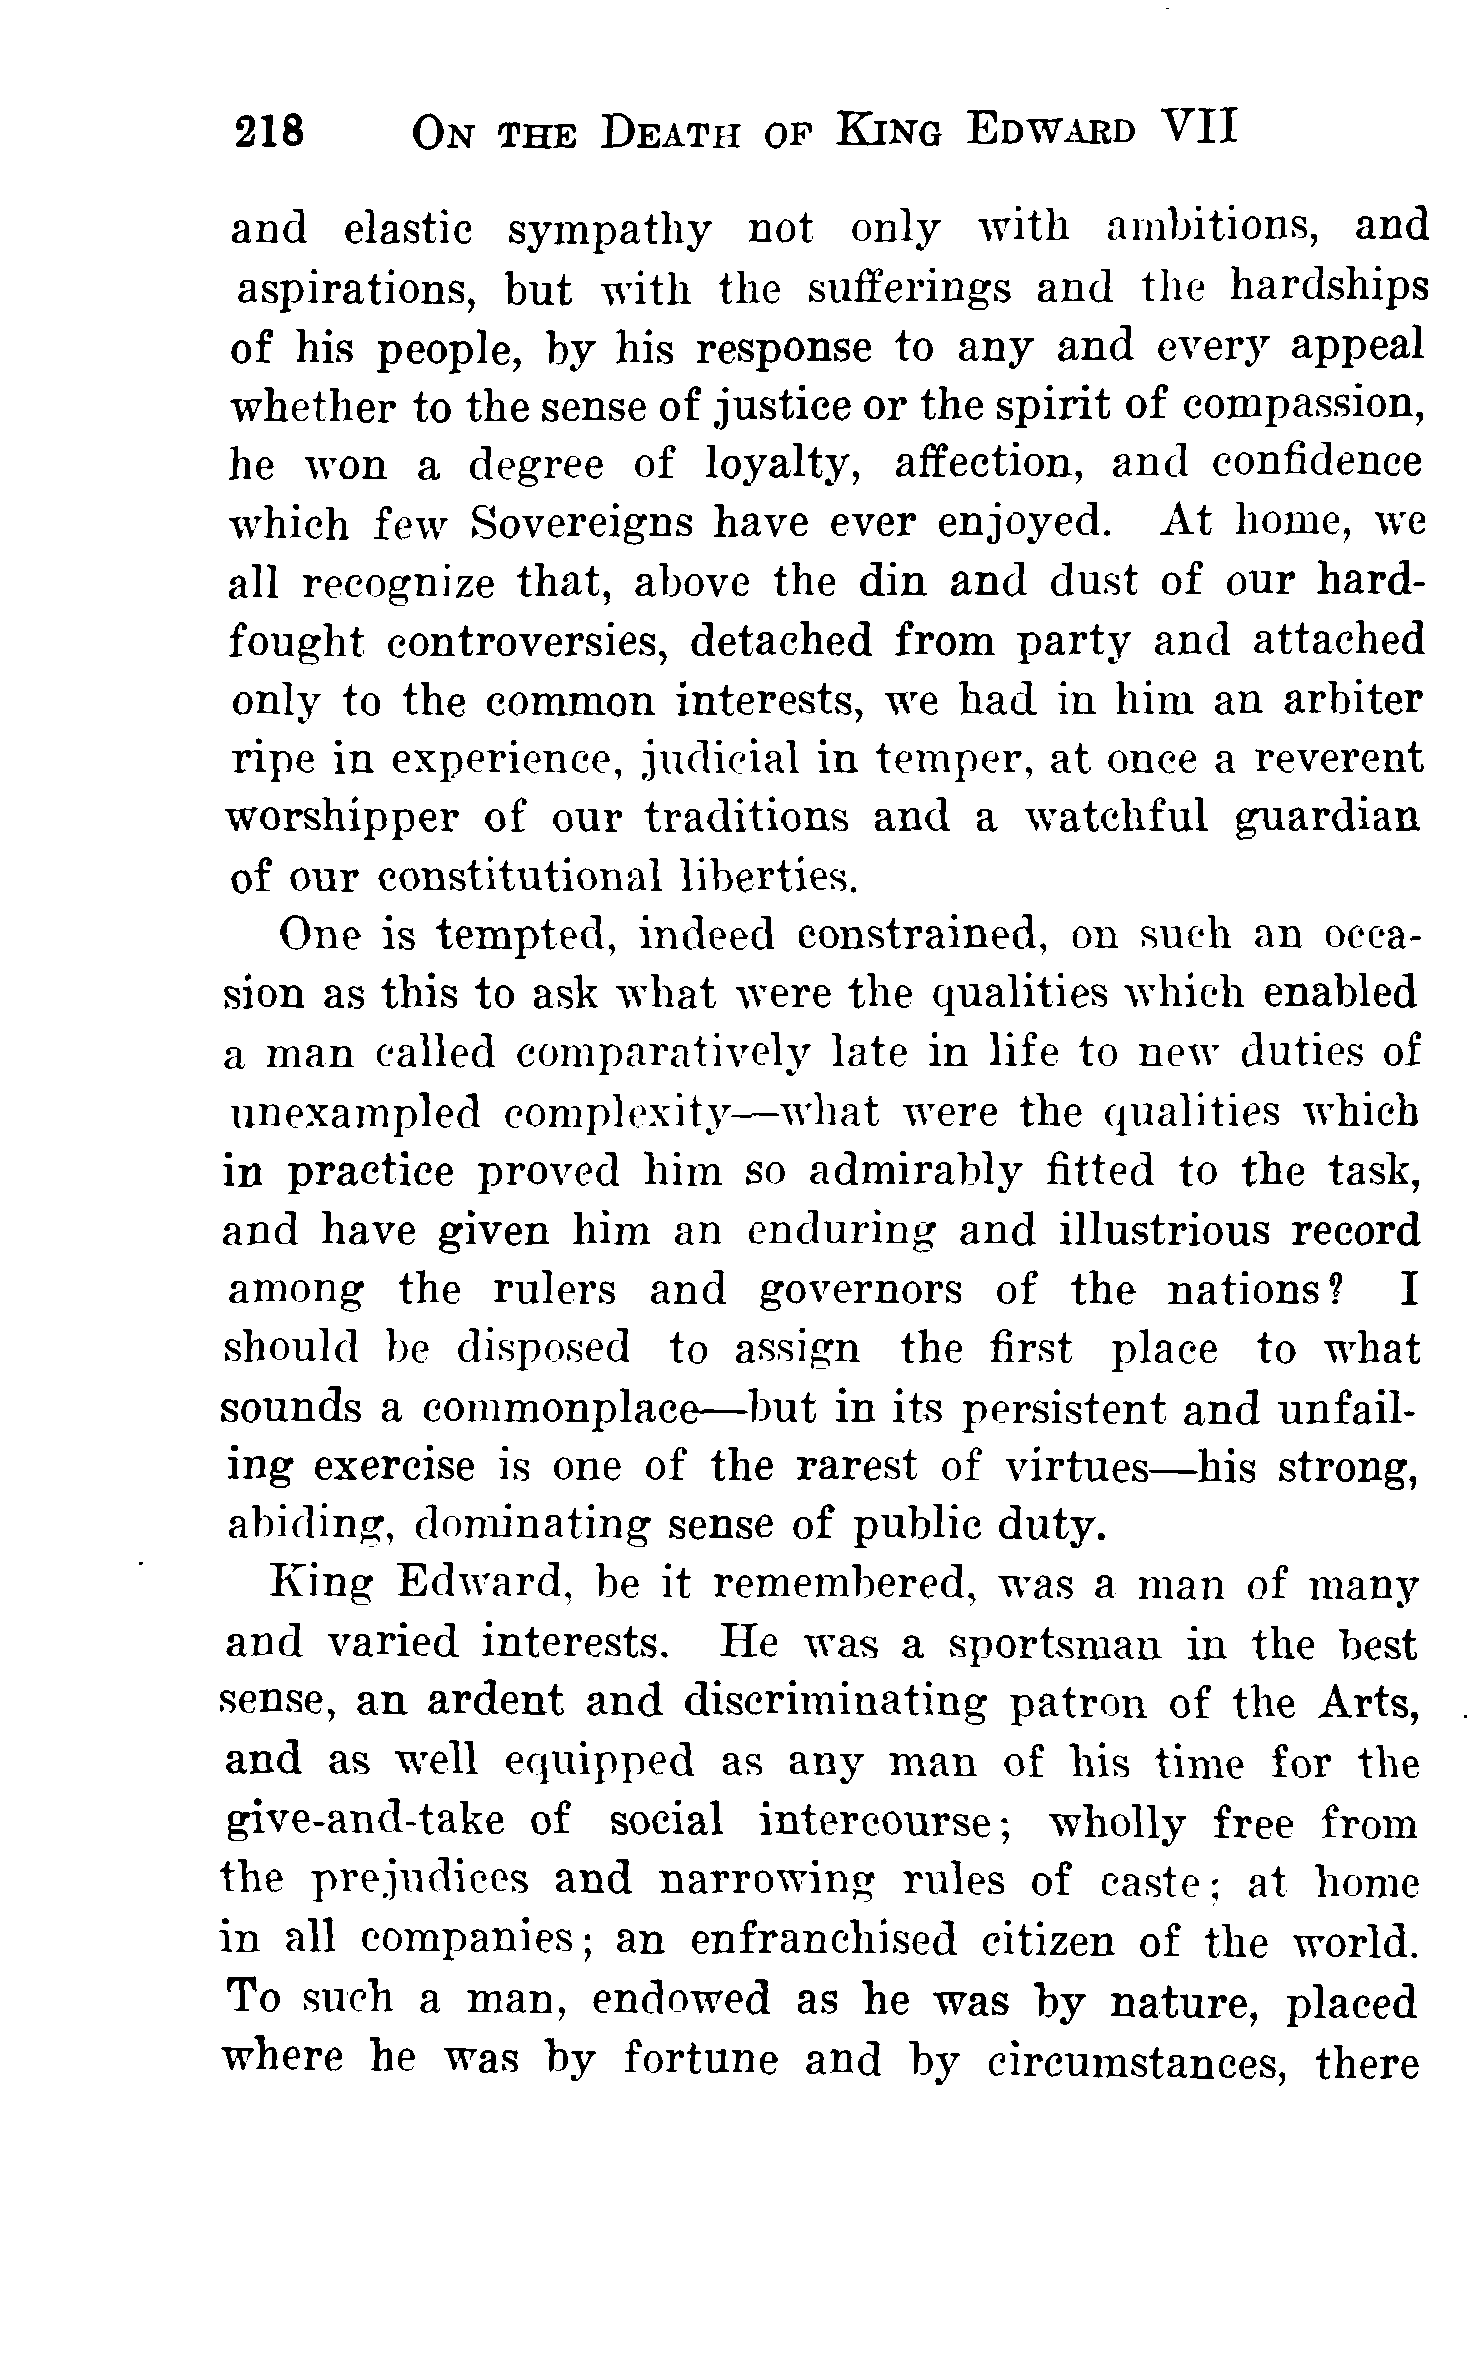 218 On the Death of King Edward VII
and elastic sympathy not only with ambitions, and
aspirations, but with the sufferings and the hardships
of his people, by his response to any and every appeal
whether to the sense of justice or the spirit of compassion,
he won a degree of loyalty, affection, and confidence
which few Sovereigns have ever enjoyed. At home, we
all recognize that, above the din and dust of our hard-
fought controversies, detached from party and attached
only to the common interests, we had in him an arbiter
ripe in experience, judicial in temper, at once a reverent
worshipper of our traditions and a watchful guardian
of our constitutional liberties.
One is tempted, indeed constrained, on such an occa-
sion as this to ask what were the qualities which enabled
a man called comparatively late in life to new duties of
unexampled complexity—what were the qualities which
in practice proved him so admirably fitted to the task,
and have given him an enduring and illustrious record
among the rulers and governors of the nations? I
should be disposed to assign the first place to what
sounds a commonplace—but in its persistent and unfail-
ing exercise is one of the rarest of virtues—his strong,
abiding, dominating sense of public duty.
King Edward, be it remembered, was a man of many
and varied interests. He was a sportsman in the best
sense, an ardent and discriminating patron of the Arts,
and as well equipped as any man of his time for the
give-and-take of social intercourse; wholly free from
the prejudices and narrowing rules of caste; at home
in all companies; an enfranchised citizen of the world.
To such a man, endowed as he was by nature, placed
where he was by fortune and by circumstances, there